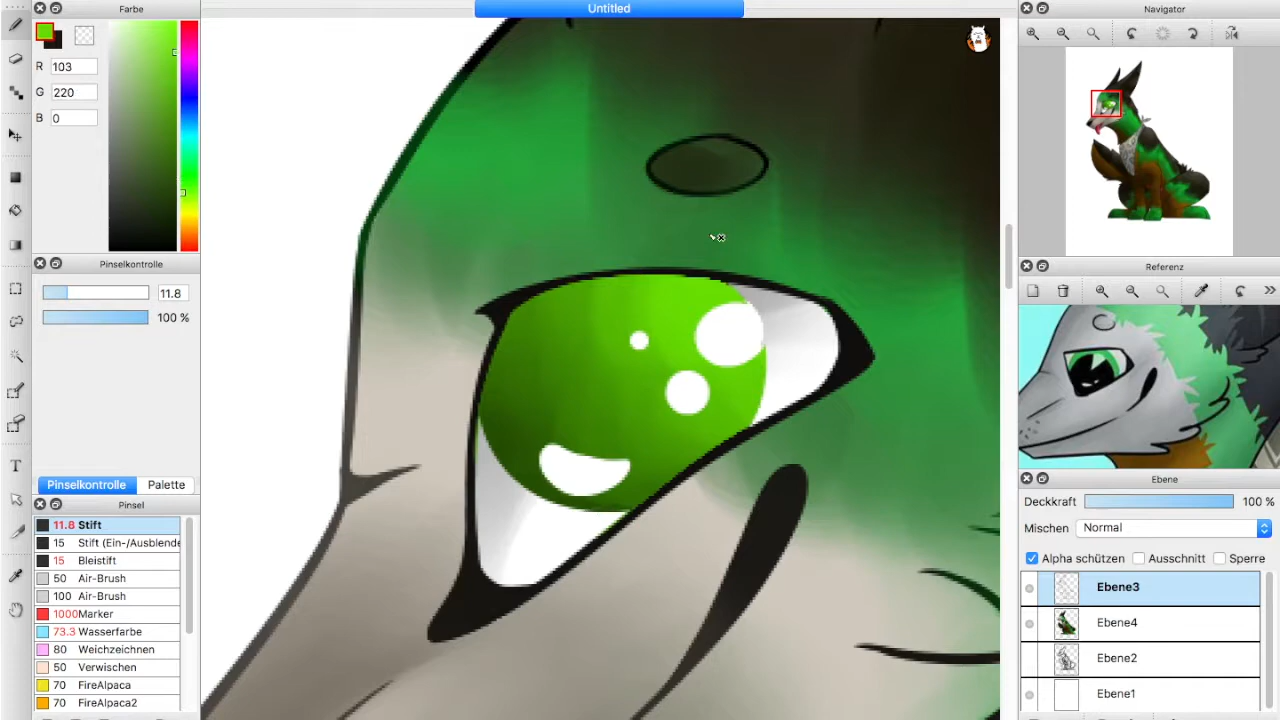 Farbe
Untitled
Navigator
R 103
G 220
B 0
Pinselkontrolle
11.8
100 %
Pinselkontrolle Palette
Pinsel
11.8 Stift
15 Stift (Ein-/Ausblende
15 Bleistift
50 Air-Brush
100 Air-Brush
1000 Marker
73.3 Wasserfarbe
80 Weichzeichnen
50 Verwischen
70 FireAlpaca
70 FireAlpaca2
T
Referenz
Ebene
Deckkraft 100 %
Mischen Normal
Alpha schützen Ausschnitt Sperre
Ebene3
Ebene4
Ebene2
Ebene1